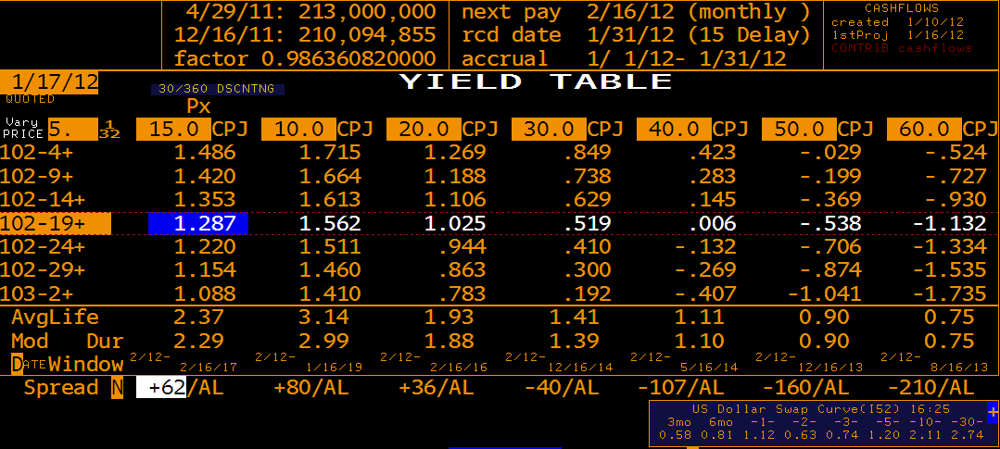 4/29/11: 213,000,000 next pay 2/16/12 (monthly ) CASHFLOWS
12/16/11: 210,094,855 rcd date 1/31/12 (15 Delay) created 1/10/12
factor 0.986360820000 accrual 1/ 1/12- 1/31/12 1stProj 1/16/12
CONTRIB cashflows
1/17/12 YIELD TABLE
QUOTED 30/360 DSCNTNG
Px
Vary PRICE 5. 1/32 15.0 CPJ 10.0 CPJ 20.0 CPJ 30.0 CPJ 40.0 CPJ 50.0 CPJ 60.0 CPJ
102-4+ 1.486 1.715 1.269 .849 .423 -.029 -.524
102-9+ 1.420 1.664 1.188 .738 .283 -.199 -.727
102-14+ 1.353 1.613 1.106 .629 .145 -.369 -.930
102-19+ 1.287 1.562 1.025 .519 .006 -.538 -1.132
102-24+ 1.220 1.511 .944 .410 -.132 -.706 -1.334
102-29+ 1.154 1.460 .863 .300 -.269 -.874 -1.535
103-2+ 1.088 1.410 .783 .192 -.407 -1.041 -1.735
AvgLife 2.37 3.14 1.93 1.41 1.11 0.90 0.75
Mod Dur 2.29 2.99 1.88 1.39 1.10 0.90 0.75
DATE Window 2/12- 2/16/17 2/12- 1/16/19 2/12- 2/16/16 2/12- 12/16/14 2/12- 5/16/14 2/12- 12/16/13 2/12- 8/16/13
Spread N +62/AL +80/AL +36/AL -40/AL -107/AL -160/AL -210/AL
US Dollar Swap Curve(I52) 16:25 +
3mo 6mo -1- -2- -3- -5- -10- -30-
0.58 0.81 1.12 0.63 0.74 1.20 2.11 2.74